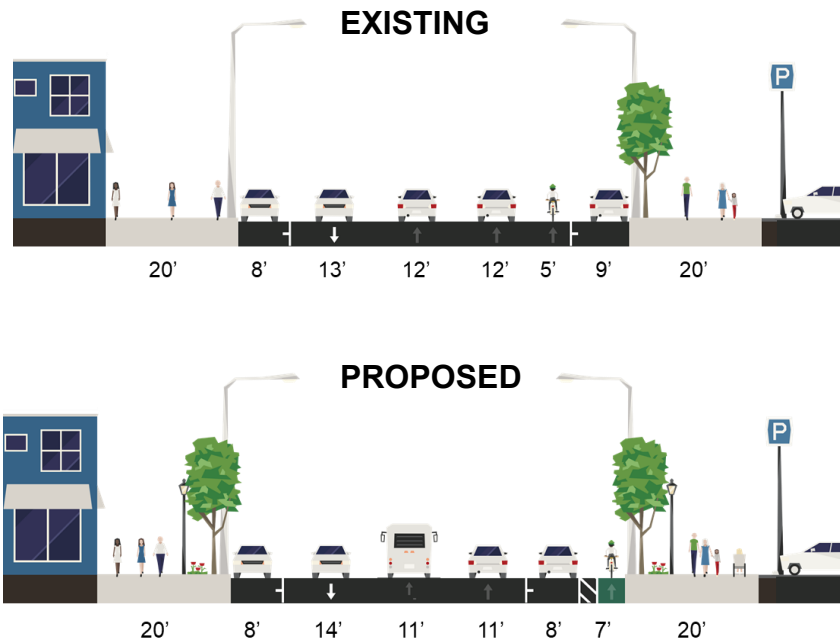 EXISTING
P
20’ 8’ 13’ 12’ 12’ 5’ 9’ 20’
PROPOSED
P
20’ 8’ 14’ 11’ 11’ 8’ 7’ 20’